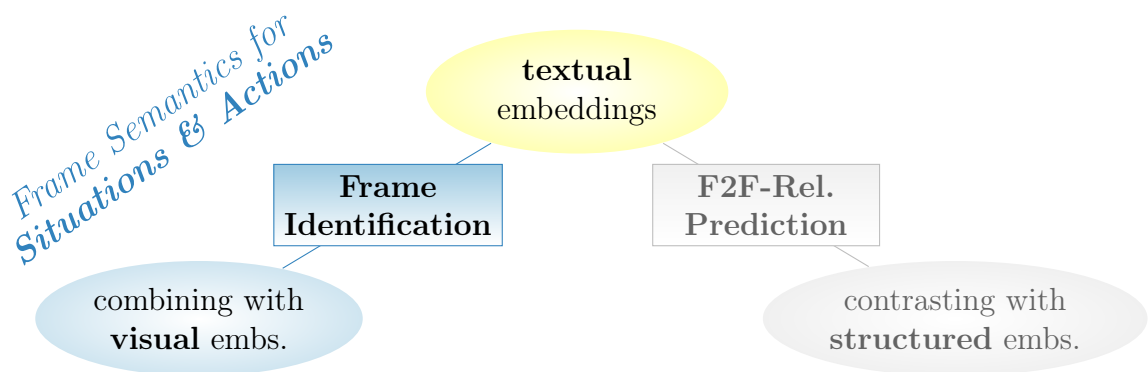 Frame Semantics for
Situations & Actions
textual
embeddings
Frame
Identification
F2F-Rel.
Prediction
combining with
visual embs.
contrasting with
structured embs.